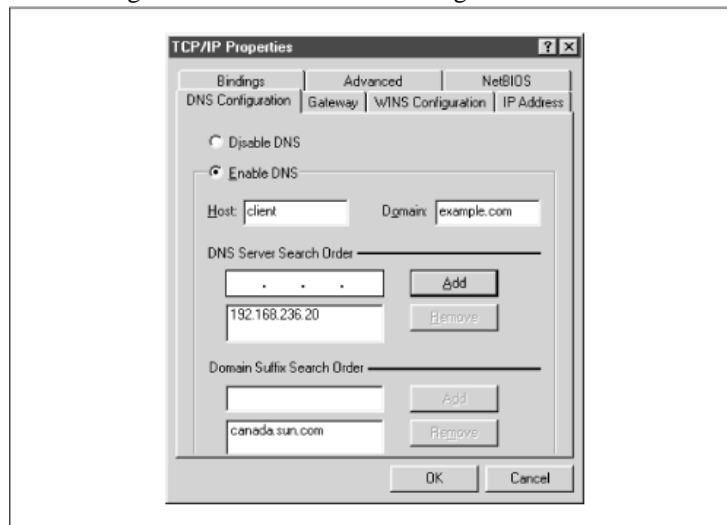 TCP/IP Properties
Bindings Advanced NetBIOS
DNS Configuration Gateway WINS Configuration IP Address
Disable DNS
Enable DNS
Host: client Domain: example.com
DNS Server Search Order
. . . Add
192.168.236.20 Remove
Domain Suffix Search Order
Add
canada.sun.com Remove
OK Cancel